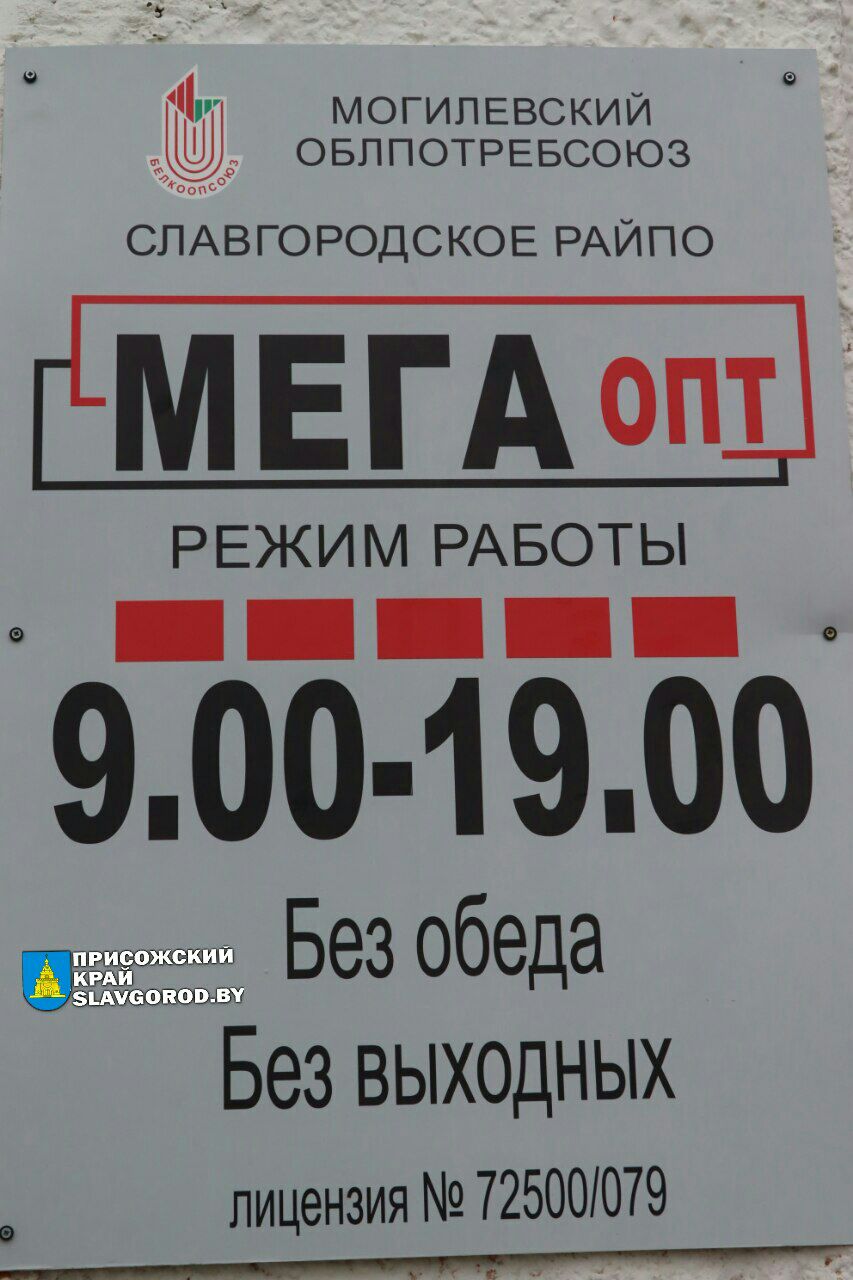 БЕЛКООПСОЮЗ
МОГИЛЕВСКИЙ
ОБЛПОТРЕБСОЮЗ
СЛАВГОРОДСКОЕ РАЙПО
МЕГА ОПТ
РЕЖИМ РАБОТЫ
9.00-19.00
Без обеда
ПРИСОЖСКИЙ
КРАЙ
SLAVGOROD.BY
Без выходных
лицензия № 72500/079